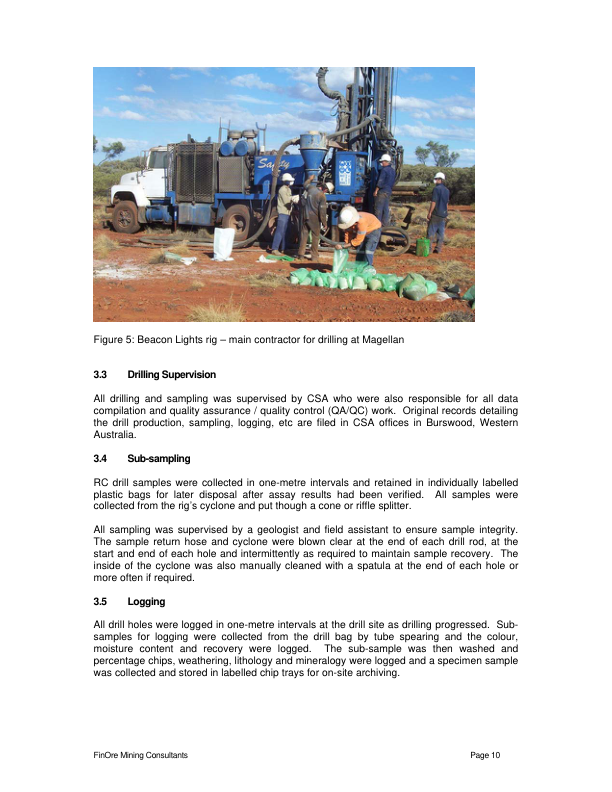 Safety
Figure 5: Beacon Lights rig – main contractor for drilling at Magellan
3.3 Drilling Supervision
All drilling and sampling was supervised by CSA who were also responsible for all data
compilation and quality assurance / quality control (QA/QC) work. Original records detailing
the drill production, sampling, logging, etc are filed in CSA offices in Burswood, Western
Australia.
3.4 Sub-sampling
RC drill samples were collected in one-metre intervals and retained in individually labelled
plastic bags for later disposal after assay results had been verified. All samples were
collected from the rig's cyclone and put though a cone or riffle splitter.
All sampling was supervised by a geologist and field assistant to ensure sample integrity.
The sample return hose and cyclone were blown clear at the end of each drill rod, at the
start and end of each hole and intermittently as required to maintain sample recovery. The
inside of the cyclone was also manually cleaned with a spatula at the end of each hole or
more often if required.
3.5 Logging
All drill holes were logged in one-metre intervals at the drill site as drilling progressed. Sub-
samples for logging were collected from the drill bag by tube spearing and the colour,
moisture content and recovery were logged. The sub-sample was then washed and
percentage chips, weathering, lithology and mineralogy were logged and a specimen sample
was collected and stored in labelled chip trays for on-site archiving.
FinOre Mining Consultants Page 10